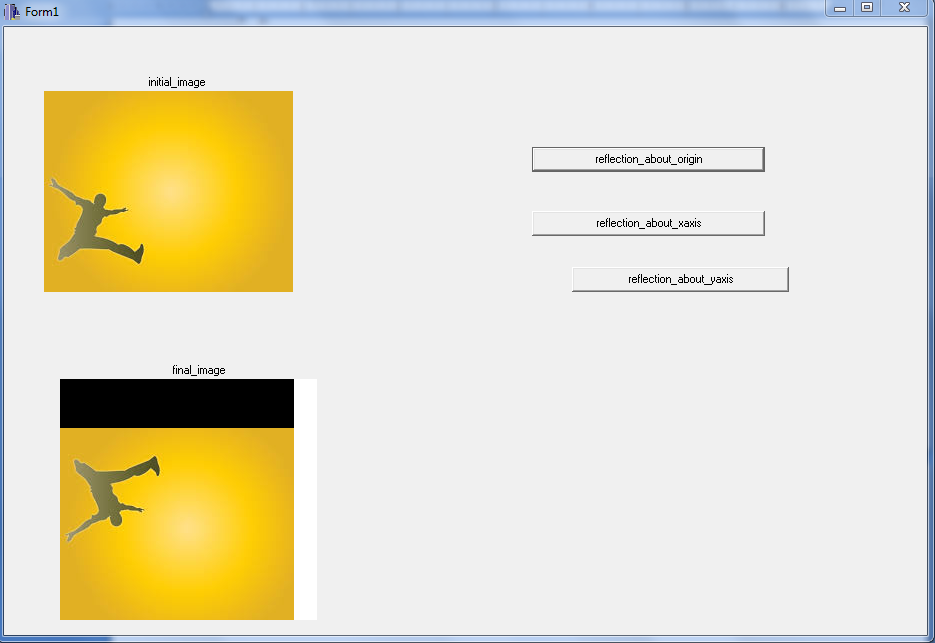 Form1
initial_image
reflection_about_origin
reflection_about_xaxis
reflection_about_yaxis
final_image